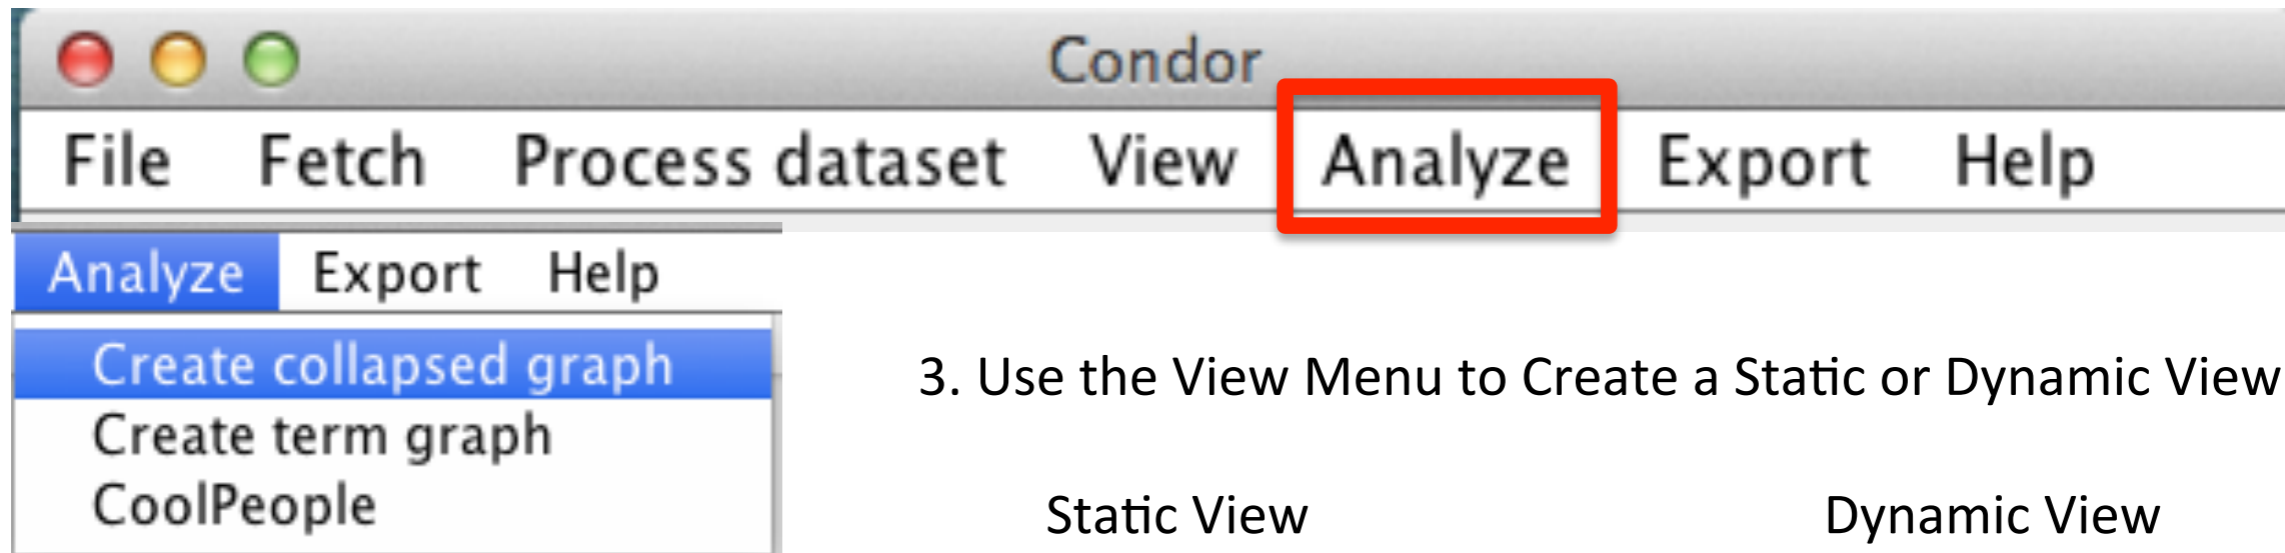 Condor
File Fetch Process dataset View Analyze Export Help
Analyze Export Help
Create collapsed graph
Create term graph
CoolPeople
3. Use the View Menu to Create a Static or Dynamic View
Static View Dynamic View